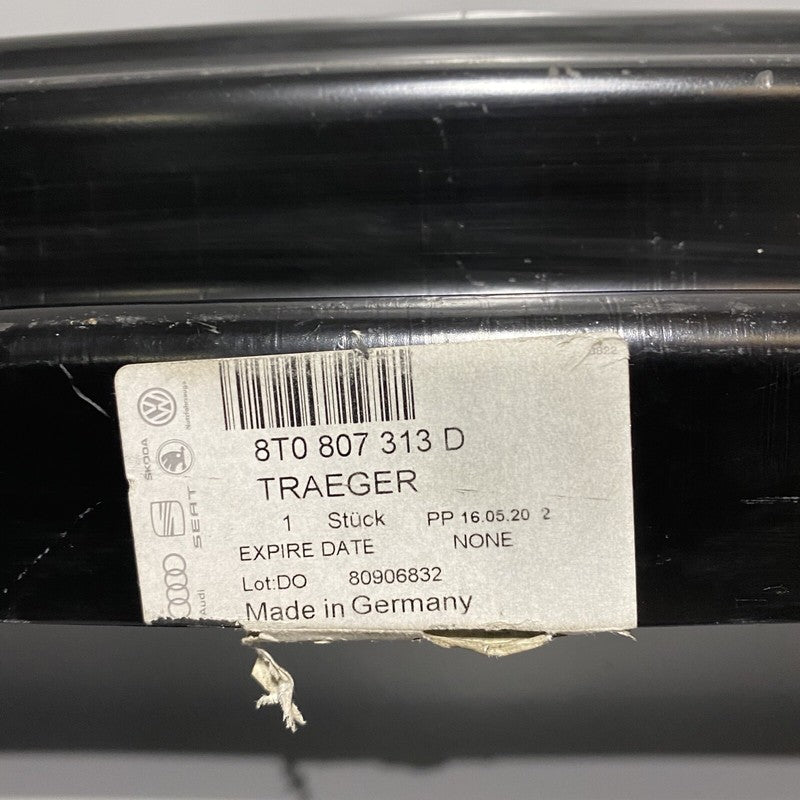 8T0 807 313 D
TRAEGER
1 Stück PP 16.05.20 2
EXPIRE DATE NONE
Lot:DO 80906832
Made in Germany
ŠKODA
Nutzfahrzeuge
SEAT
Audi